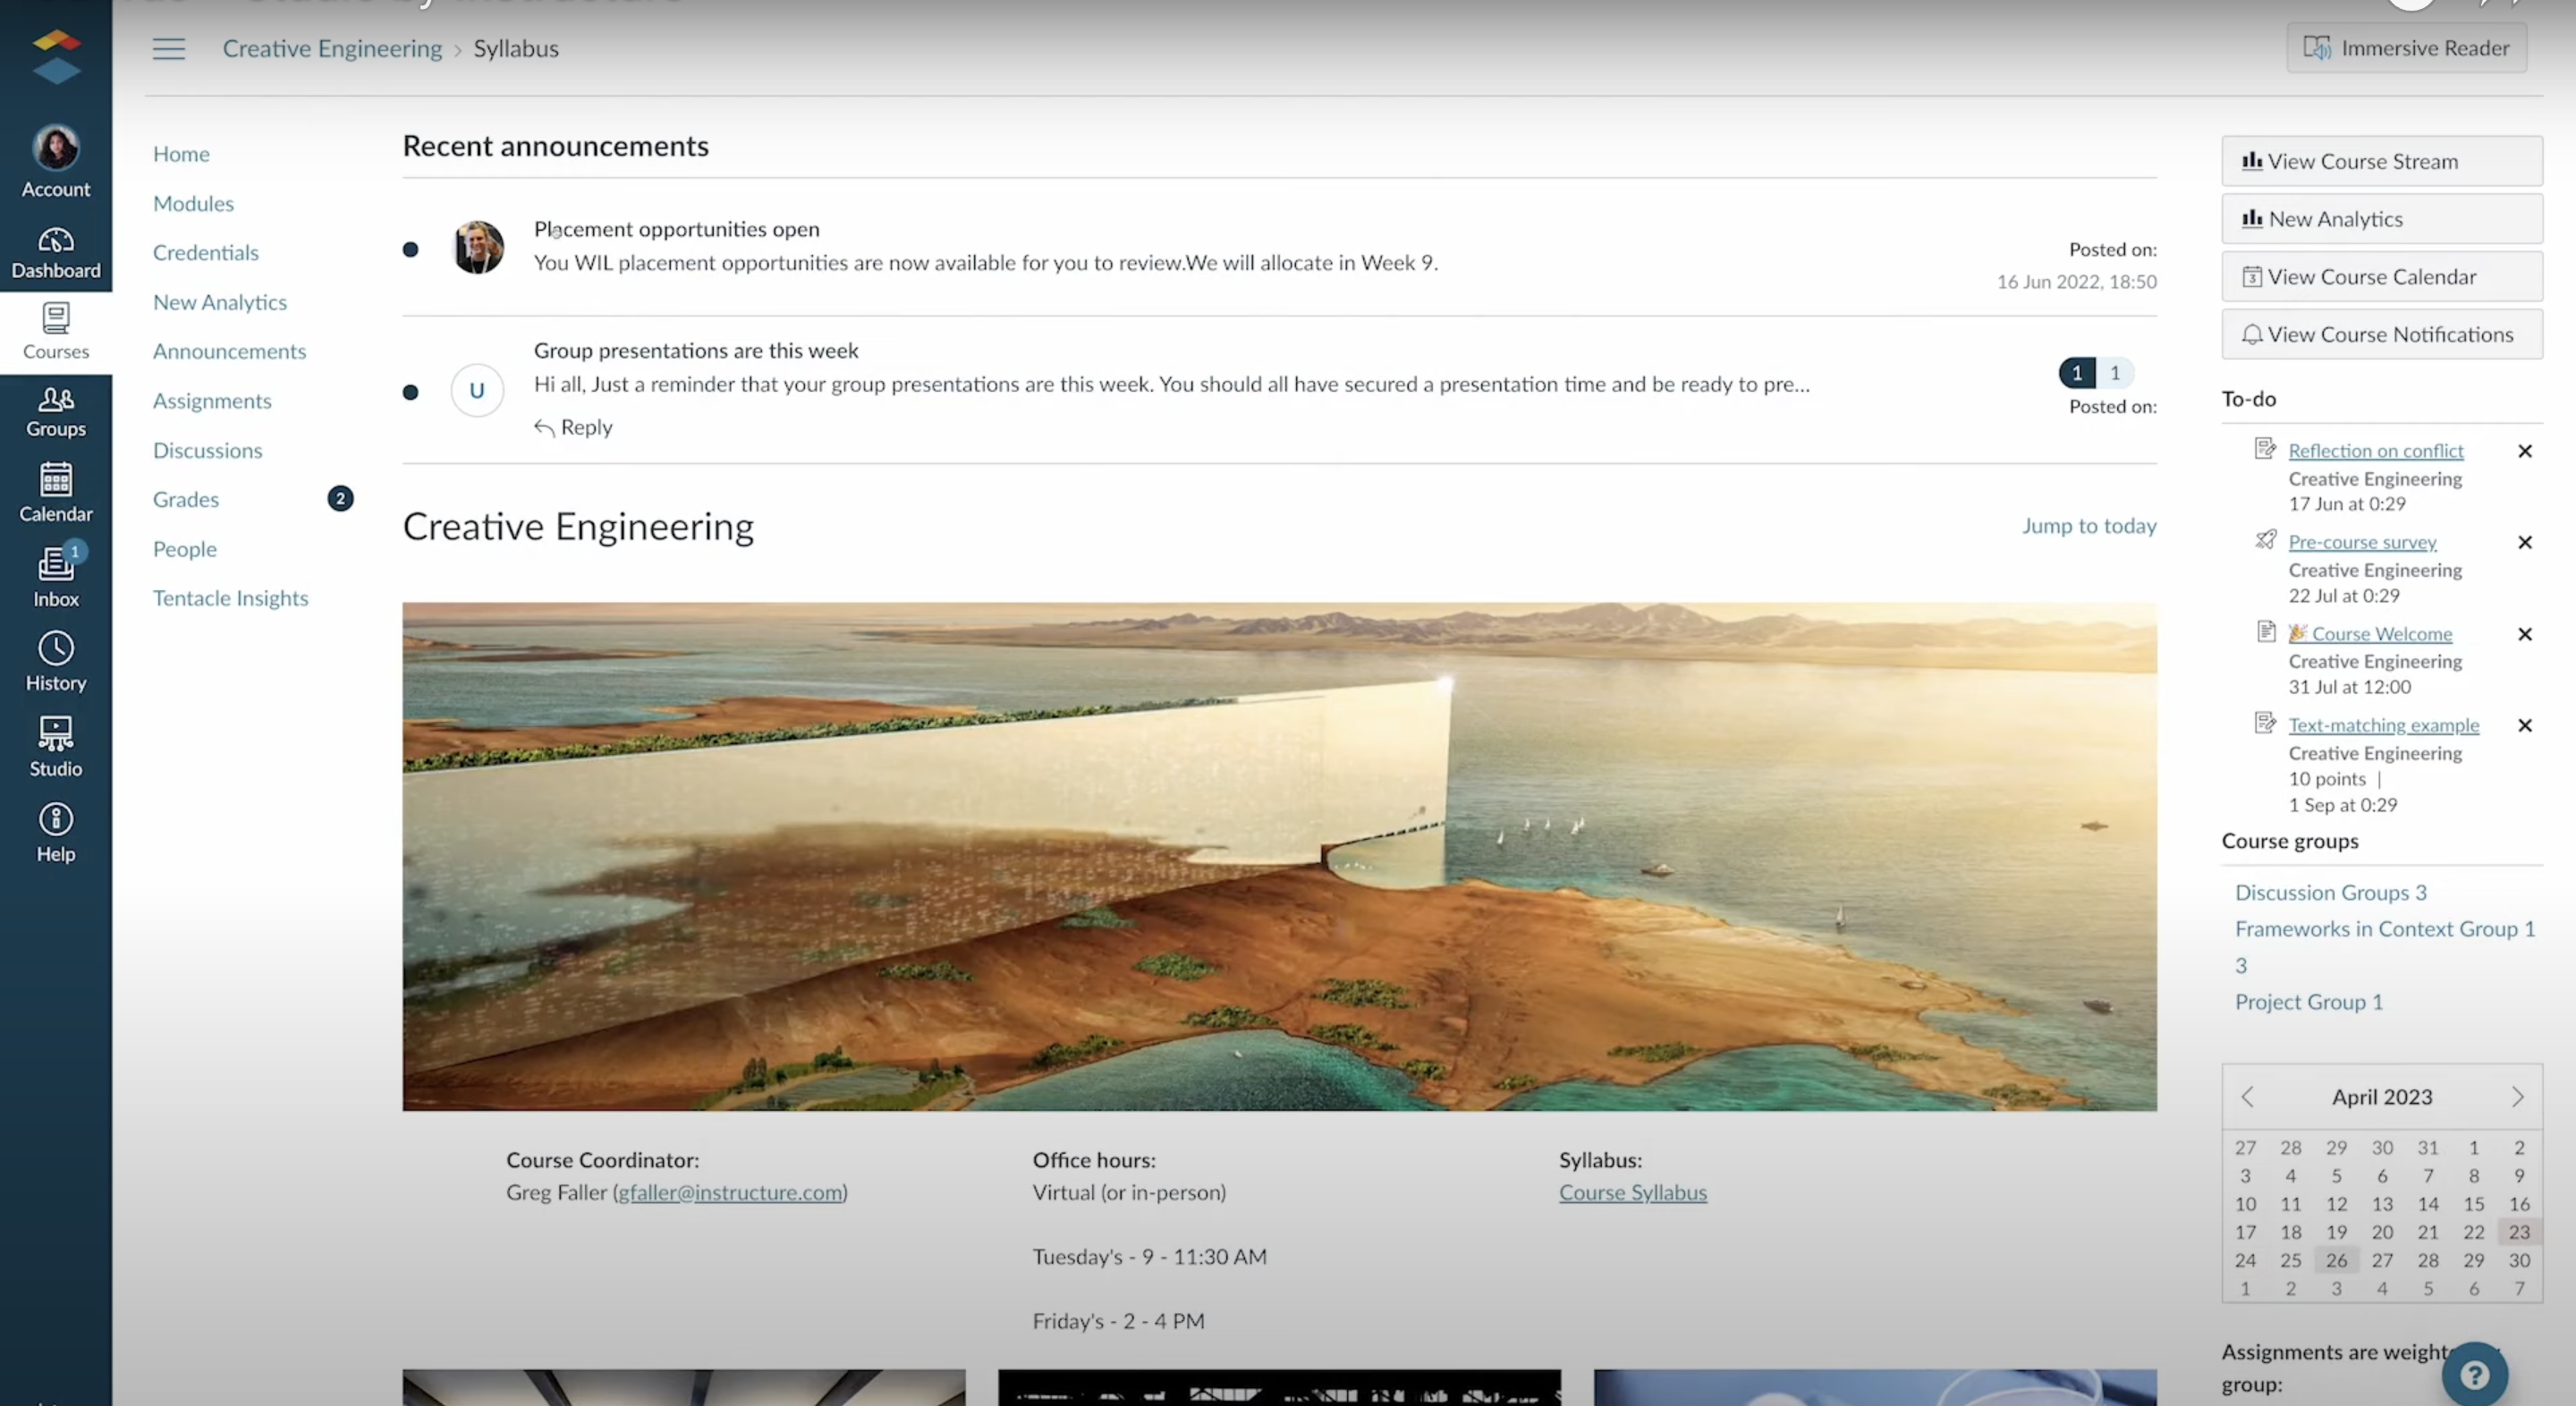 Creative Engineering › Syllabus
Immersive Reader
Account
Dashboard
Courses
Groups
Calendar
1
Inbox
History
Studio
Help
Home
Modules
Credentials
New Analytics
Announcements
Assignments
Discussions
Grades 2
People
Tentacle Insights
Recent announcements
Placement opportunities open
You WIL placement opportunities are now available for you to review.We will allocate in Week 9.
Posted on:
16 Jun 2022, 18:50
U
Group presentations are this week
Hi all, Just a reminder that your group presentations are this week. You should all have secured a presentation time and be ready to pre...
Reply
1 1
Posted on:
Creative Engineering
Jump to today
Course Coordinator:
Greg Faller (gfaller@instructure.com)
Office hours:
Virtual (or in-person)
Tuesday's - 9 - 11:30 AM
Friday's - 2 - 4 PM
Syllabus:
Course Syllabus
View Course Stream
New Analytics
3 View Course Calendar
View Course Notifications
To-do
Reflection on conflict
Creative Engineering
17 Jun at 0:29
Pre-course survey
Creative Engineering
22 Jul at 0:29
🎉 Course Welcome
Creative Engineering
31 Jul at 12:00
Text-matching example
Creative Engineering
10 points |
1 Sep at 0:29
Course groups
Discussion Groups 3
Frameworks in Context Group 1
3
Project Group 1
April 2023
27 28 29 30 31 1 2
3 4 5 6 7 8 9
10 11 12 13 14 15 16
17 18 19 20 21 22 23
24 25 26 27 28 29 30
1 2 3 4 5 6 7
Assignments are
group:
?